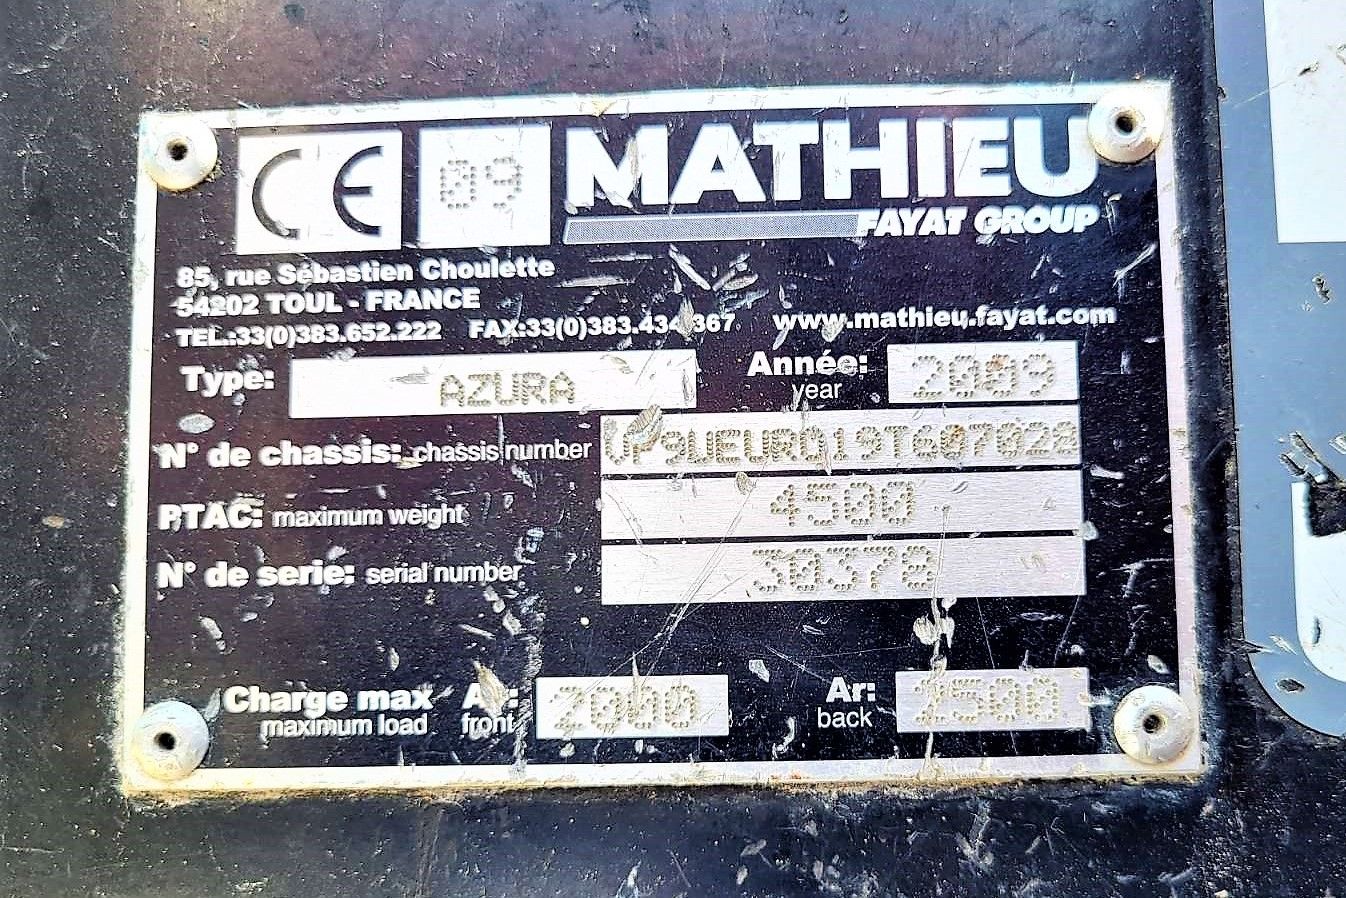 CE 09 MATHIEU
FAYAT GROUP
85, rue Sébastien Choulette
54202 TOUL - FRANCE
TEL.:33(0)383.652.222 FAX:33(0)383.434.367 www.mathieu.fayat.com
Type: AZURA Année: 2009
year
N° de chassis: chassis number VF9UEURO19T607028
PTAC: maximum weight 4500
N° de serie: serial number 30378
Charge max Av: 2000 Ar: 2500
maximum load front back